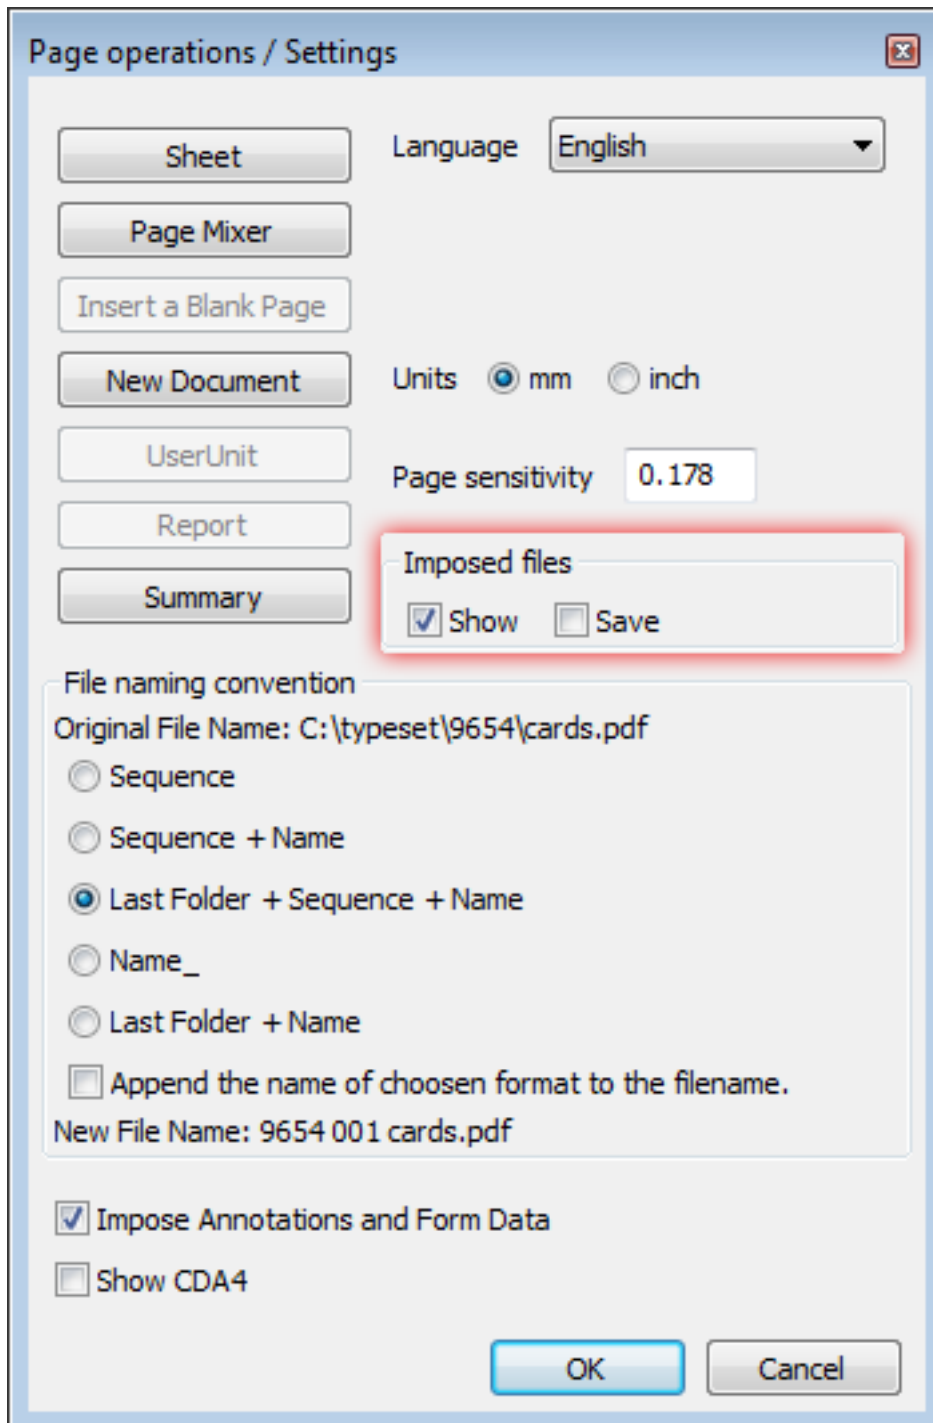 Page operations / Settings
Sheet
Language English
Page Mixer
Insert a Blank Page
New Document
Units mm inch
UserUnit
Page sensitivity 0.178
Report
Imposed files
Summary
Show Save
File naming convention
Original File Name: C:\typeset\9654\cards.pdf
Sequence
Sequence + Name
Last Folder + Sequence + Name
Name_
Last Folder + Name
Append the name of choosen format to the filename.
New File Name: 9654 001 cards.pdf
Impose Annotations and Form Data
Show CDA4
OK Cancel